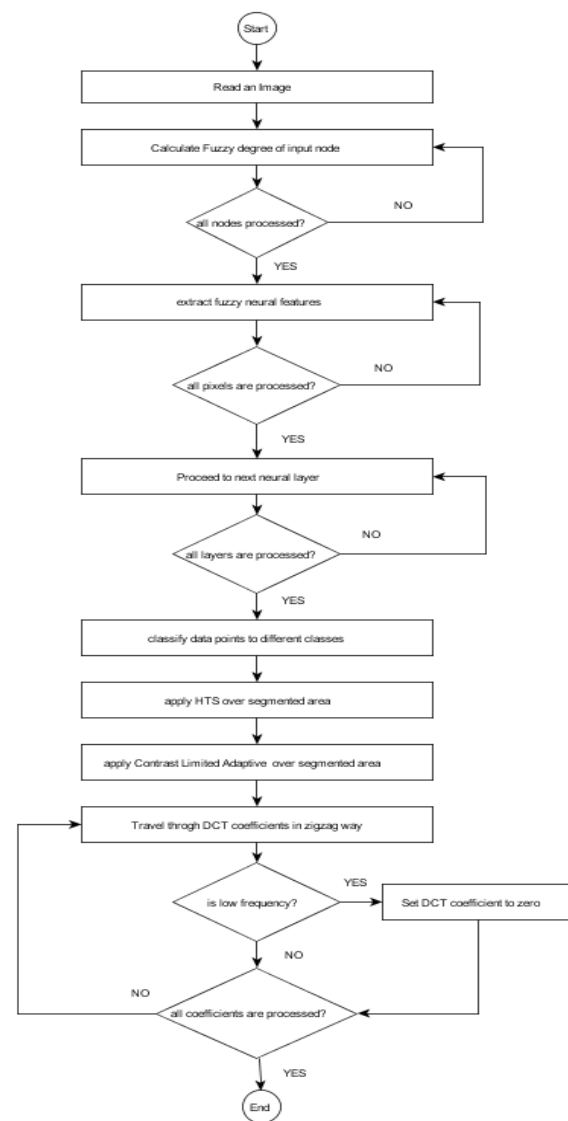 Start
Read an Image
Calculate Fuzzy degree of input node
all nodes processed?
NO
YES
extract fuzzy neural features
all pixels are processed?
NO
YES
Proceed to next neural layer
all layers are processed?
NO
YES
classify data points to different classes
apply HTS over segmented area
apply Contrast Limited Adaptive over segmented area
Travel throgh DCT coefficients in zigzag way
is low frequency?
YES
Set DCT coefficient to zero
NO
all coefficients are processed?
NO
YES
End